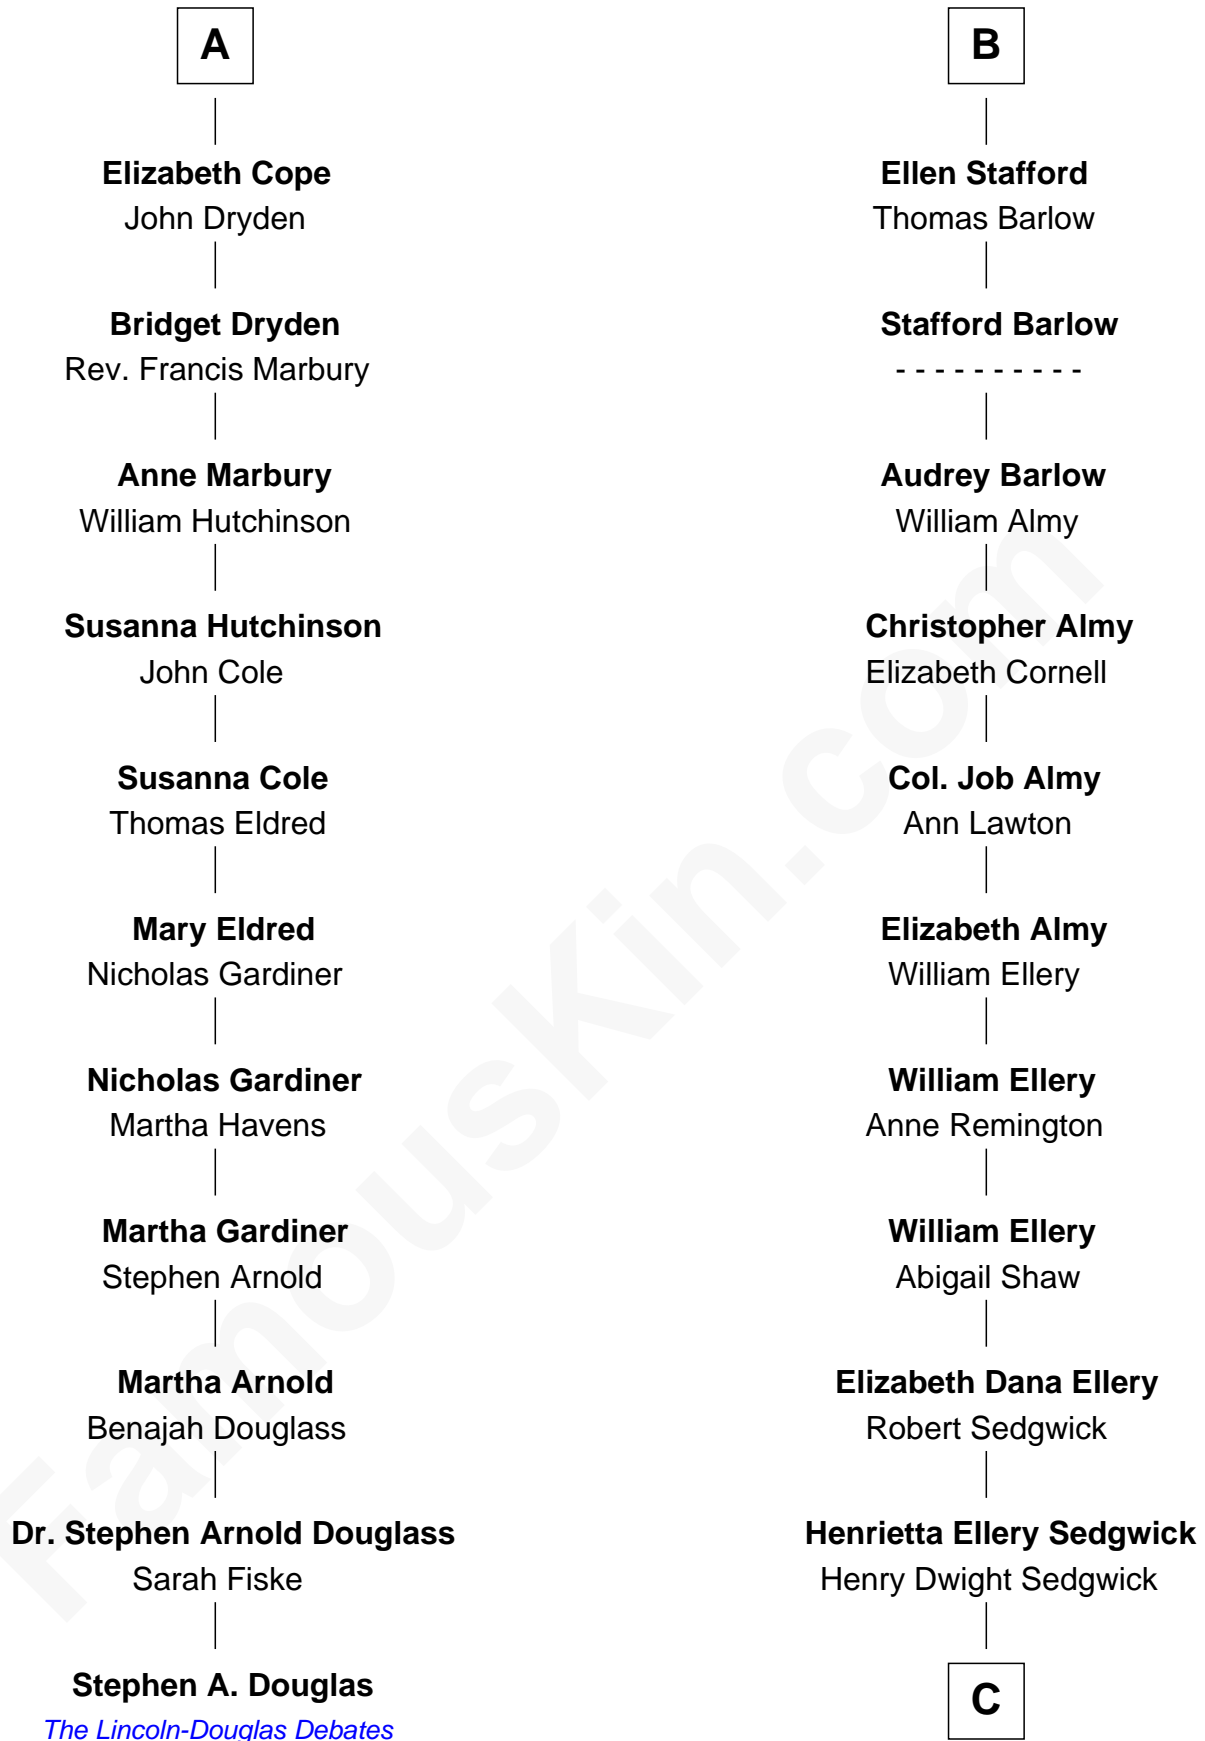 A
Elizabeth Cope
John Dryden
Bridget Dryden
Rev. Francis Marbury
Anne Marbury
William Hutchinson
Susanna Hutchinson
John Cole
Susanna Cole
Thomas Eldred
Mary Eldred
Nicholas Gardiner
Nicholas Gardiner
Martha Havens
Martha Gardiner
Stephen Arnold
Martha Arnold
Benajah Douglass
Dr. Stephen Arnold Douglass
Sarah Fiske
Stephen A. Douglas
The Lincoln-Douglas Debates
B
Ellen Stafford
Thomas Barlow
Stafford Barlow
- - - - - - - - - -
Audrey Barlow
William Almy
Christopher Almy
Elizabeth Cornell
Col. Job Almy
Ann Lawton
Elizabeth Almy
William Ellery
William Ellery
Anne Remington
William Ellery
Abigail Shaw
Elizabeth Dana Ellery
Robert Sedgwick
Henrietta Ellery Sedgwick
Henry Dwight Sedgwick
C
FamousKin.com